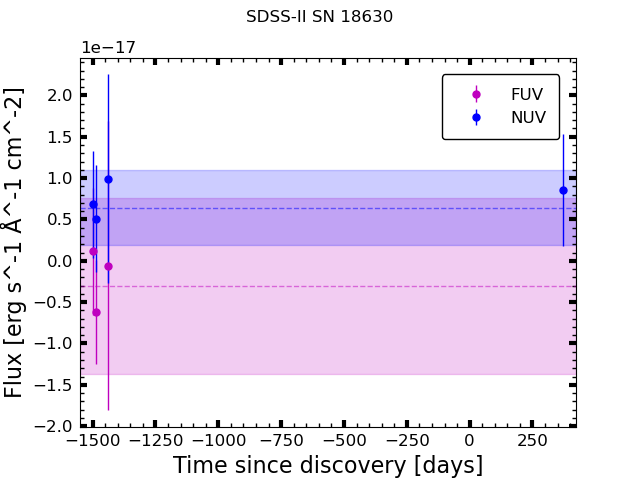 SDSS-II SN 18630
1e−17
FUV
NUV
2.0
1.5
1.0
0.5
0.0
−0.5
−1.0
−1.5
−2.0
Flux [erg s^-1 Å^-1 cm^-2]
−1500 −1250 −1000 −750 −500 −250 0 250
Time since discovery [days]